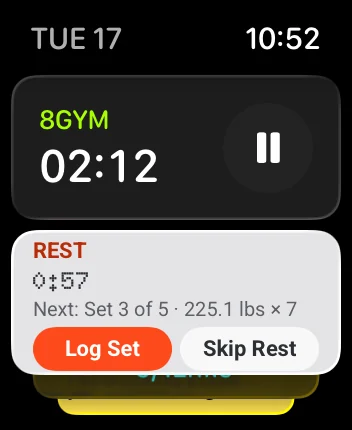 TUE 17
10:52
8GYM
02:12
REST
0:57
Next: Set 3 of 5 · 225.1 lbs × 7
Log Set
Skip Rest